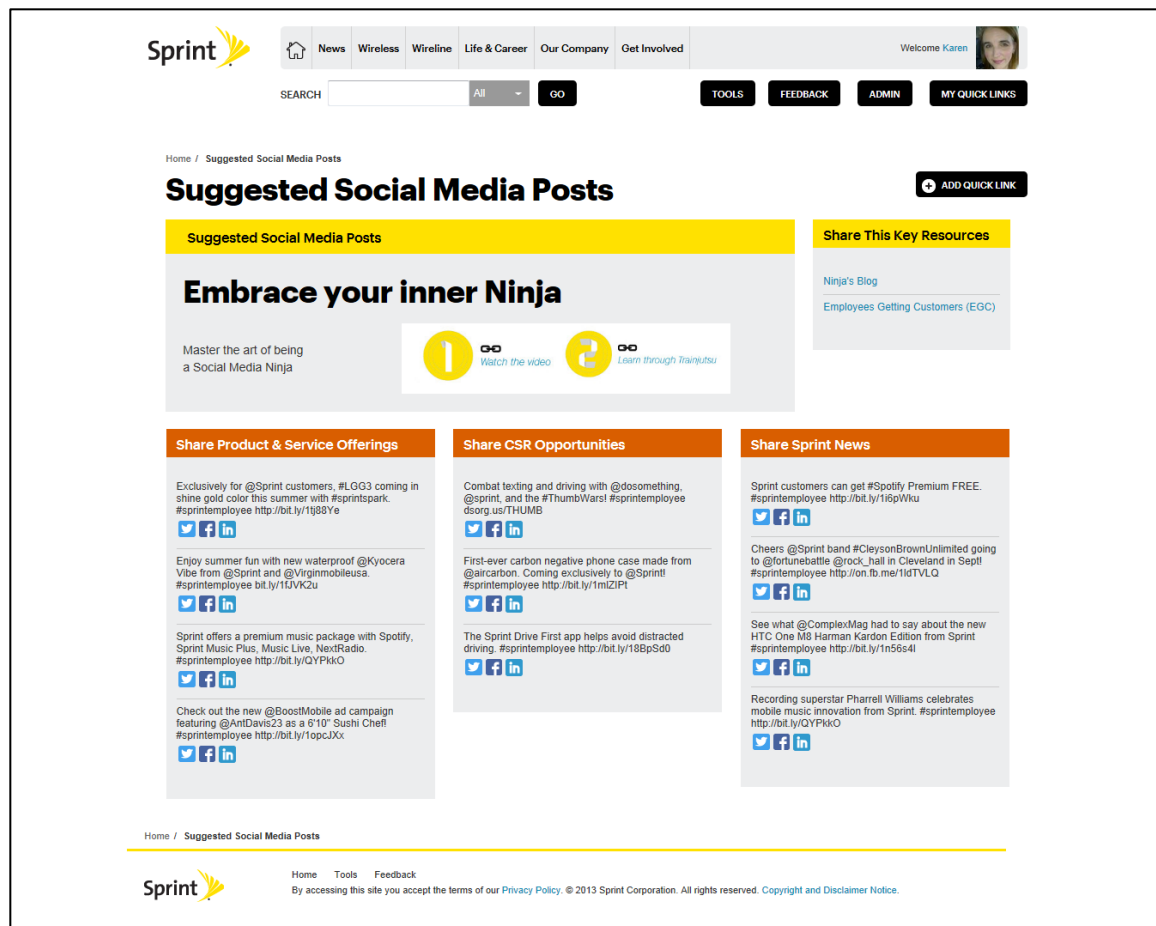 Sprint
News Wireless Wireline Life & Career Our Company Get Involved
Welcome Karen
SEARCH
All
GO
TOOLS
FEEDBACK
ADMIN
MY QUICK LINKS
Home / Suggested Social Media Posts
Suggested Social Media Posts
ADD QUICK LINK
Suggested Social Media Posts
Embrace your inner Ninja
Master the art of being
a Social Media Ninja
1
Watch the video
2
Learn through Trainjutsu
Share This Key Resources
Ninja's Blog
Employees Getting Customers (EGC)
Share Product & Service Offerings
Exclusively for @Sprint customers, #LGG3 coming in
shine gold color this summer with #sprintspark.
#sprintemployee http://bit.ly/1tj88Ye
Enjoy summer fun with new waterproof @Kyocera
Vibe from @Sprint and @Virginmobileusa.
#sprintemployee bit.ly/1fJVK2u
Sprint offers a premium music package with Spotify,
Sprint Music Plus, Music Live, NextRadio.
#sprintemployee http://bit.ly/QYPkkO
Check out the new @BoostMobile ad campaign
featuring @AntDavis23 as a 6'10" Sushi Chef!
#sprintemployee http://bit.ly/1opcJXx
Share CSR Opportunities
Combat texting and driving with @dosomething,
@sprint, and the #ThumbWars! #sprintemployee
dsorg.us/THUMB
First-ever carbon negative phone case made from
@aircarbon. Coming exclusively to @Sprint!
#sprintemployee http://bit.ly/1mlZlPt
The Sprint Drive First app helps avoid distracted
driving. #sprintemployee http://bit.ly/18BpSd0
Share Sprint News
Sprint customers can get #Spotify Premium FREE.
#sprintemployee http://bit.ly/1i6pWku
Cheers @Sprint band #CleysonBrownUnlimited going
to @fortunebattle @rock_hall in Cleveland in Sept!
#sprintemployee http://on.fb.me/1ldTVLQ
See what @ComplexMag had to say about the new
HTC One M8 Harman Kardon Edition from Sprint
#sprintemployee http://bit.ly/1n56s4l
Recording superstar Pharrell Williams celebrates
mobile music innovation from Sprint. #sprintemployee
http://bit.ly/QYPkkO
Home / Suggested Social Media Posts
Sprint
Home Tools Feedback
By accessing this site you accept the terms of our Privacy Policy. © 2013 Sprint Corporation. All rights reserved. Copyright and Disclaimer Notice.